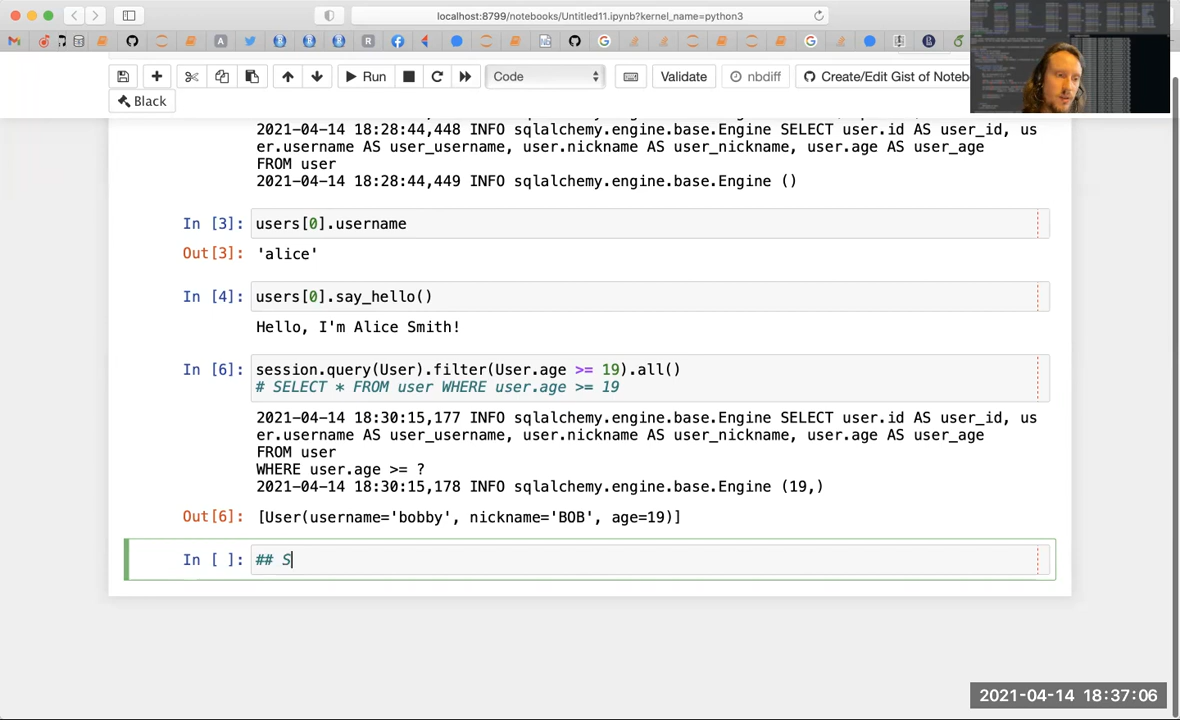 localhost:8799/notebooks/Untitled11.ipynb?kernel_name=python3
Run
Code
Validate
nbdiff
Create/Edit Gist of Noteb
Black
2021-04-14 18:28:44,448 INFO sqlalchemy.engine.base.Engine SELECT user.id AS user_id, us
er.username AS user_username, user.nickname AS user_nickname, user.age AS user_age
FROM user
2021-04-14 18:28:44,449 INFO sqlalchemy.engine.base.Engine ()
In [3]: users[0].username
Out[3]: 'alice'
In [4]: users[0].say_hello()
Hello, I'm Alice Smith!
In [6]: session.query(User).filter(User.age >= 19).all()
# SELECT * FROM user WHERE user.age >= 19
2021-04-14 18:30:15,177 INFO sqlalchemy.engine.base.Engine SELECT user.id AS user_id, us
er.username AS user_username, user.nickname AS user_nickname, user.age AS user_age
FROM user
WHERE user.age >= ?
2021-04-14 18:30:15,178 INFO sqlalchemy.engine.base.Engine (19,)
Out[6]: [User(username='bobby', nickname='BOB', age=19)]
In [ ]: ## S
2021-04-14 18:37:06